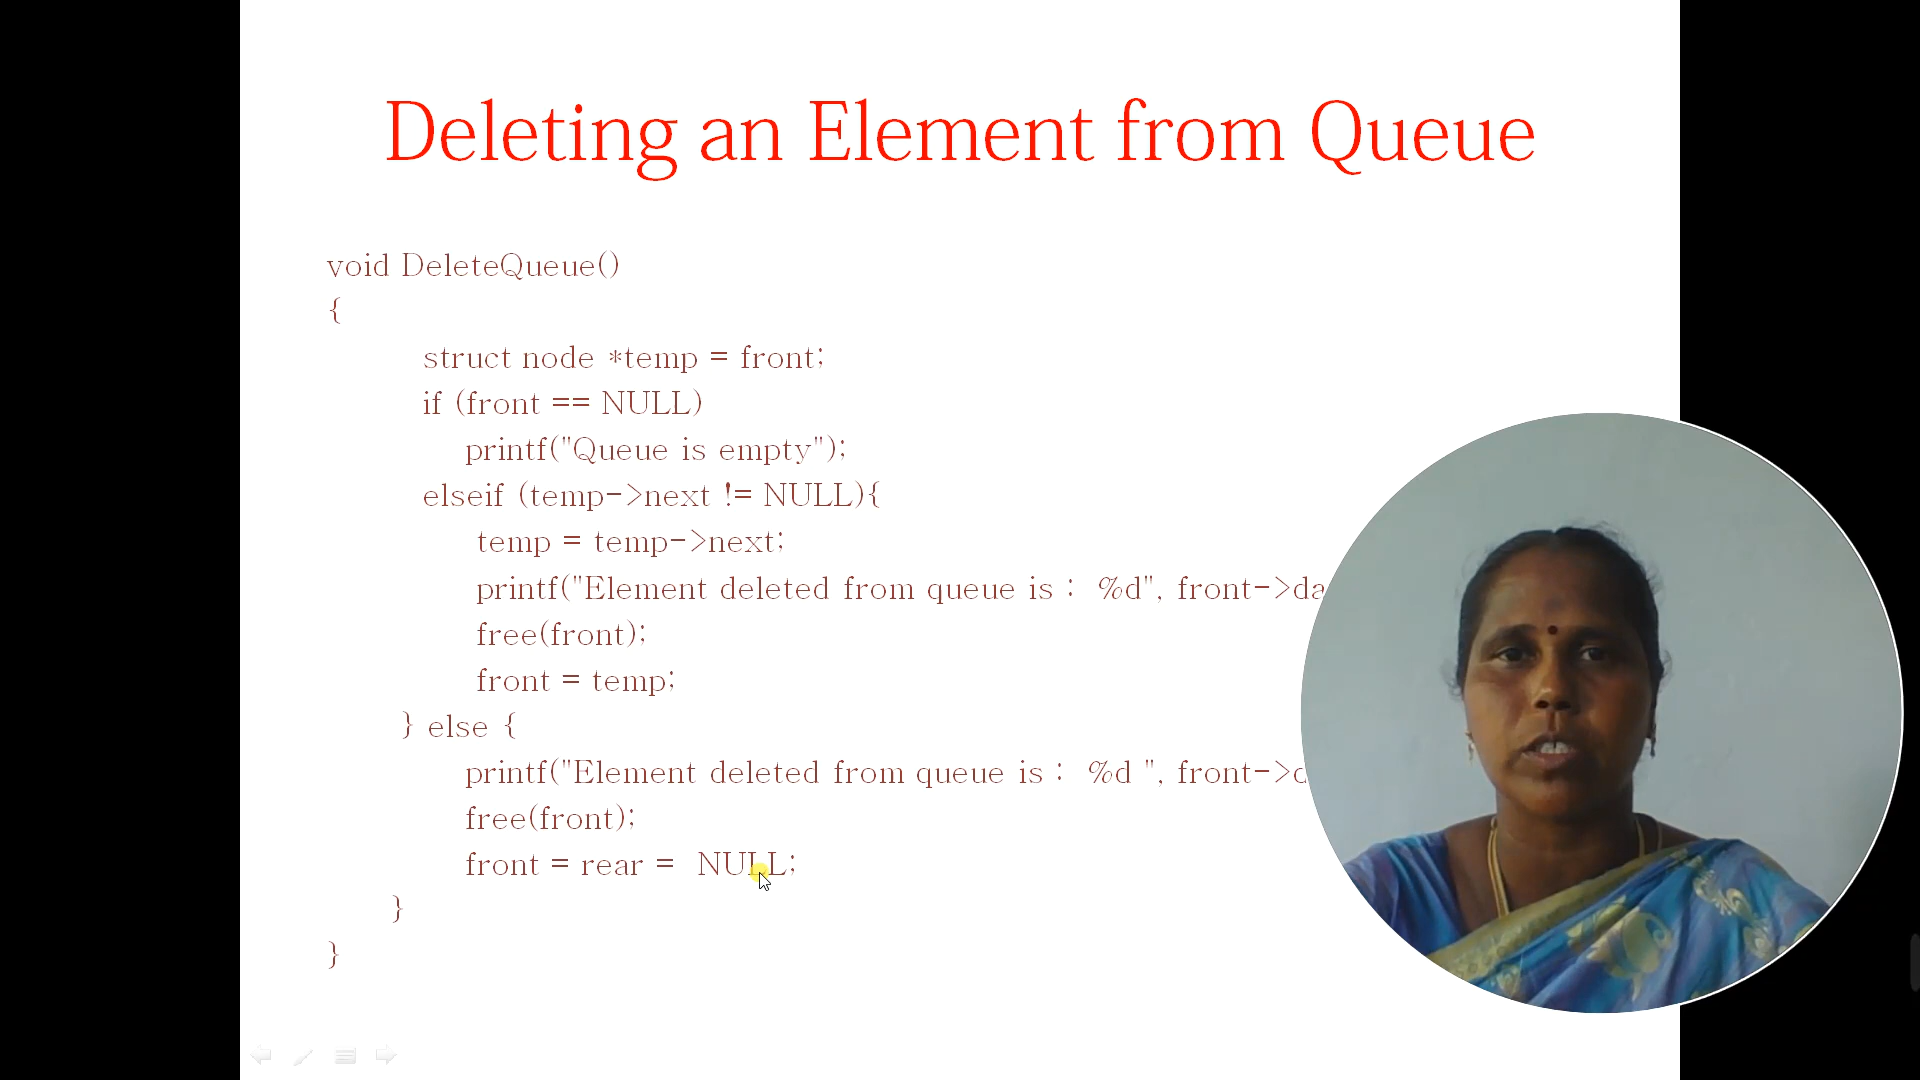 Deleting an Element from Queue
void DeleteQueue()
{
struct node *temp = front;
if (front == NULL)
printf("Queue is empty");
elseif (temp->next != NULL){
temp = temp->next;
printf("Element deleted from queue is : %d", front->da
free(front);
front = temp;
} else {
printf("Element deleted from queue is : %d ", front->d
free(front);
front = rear = NULL;
}
}